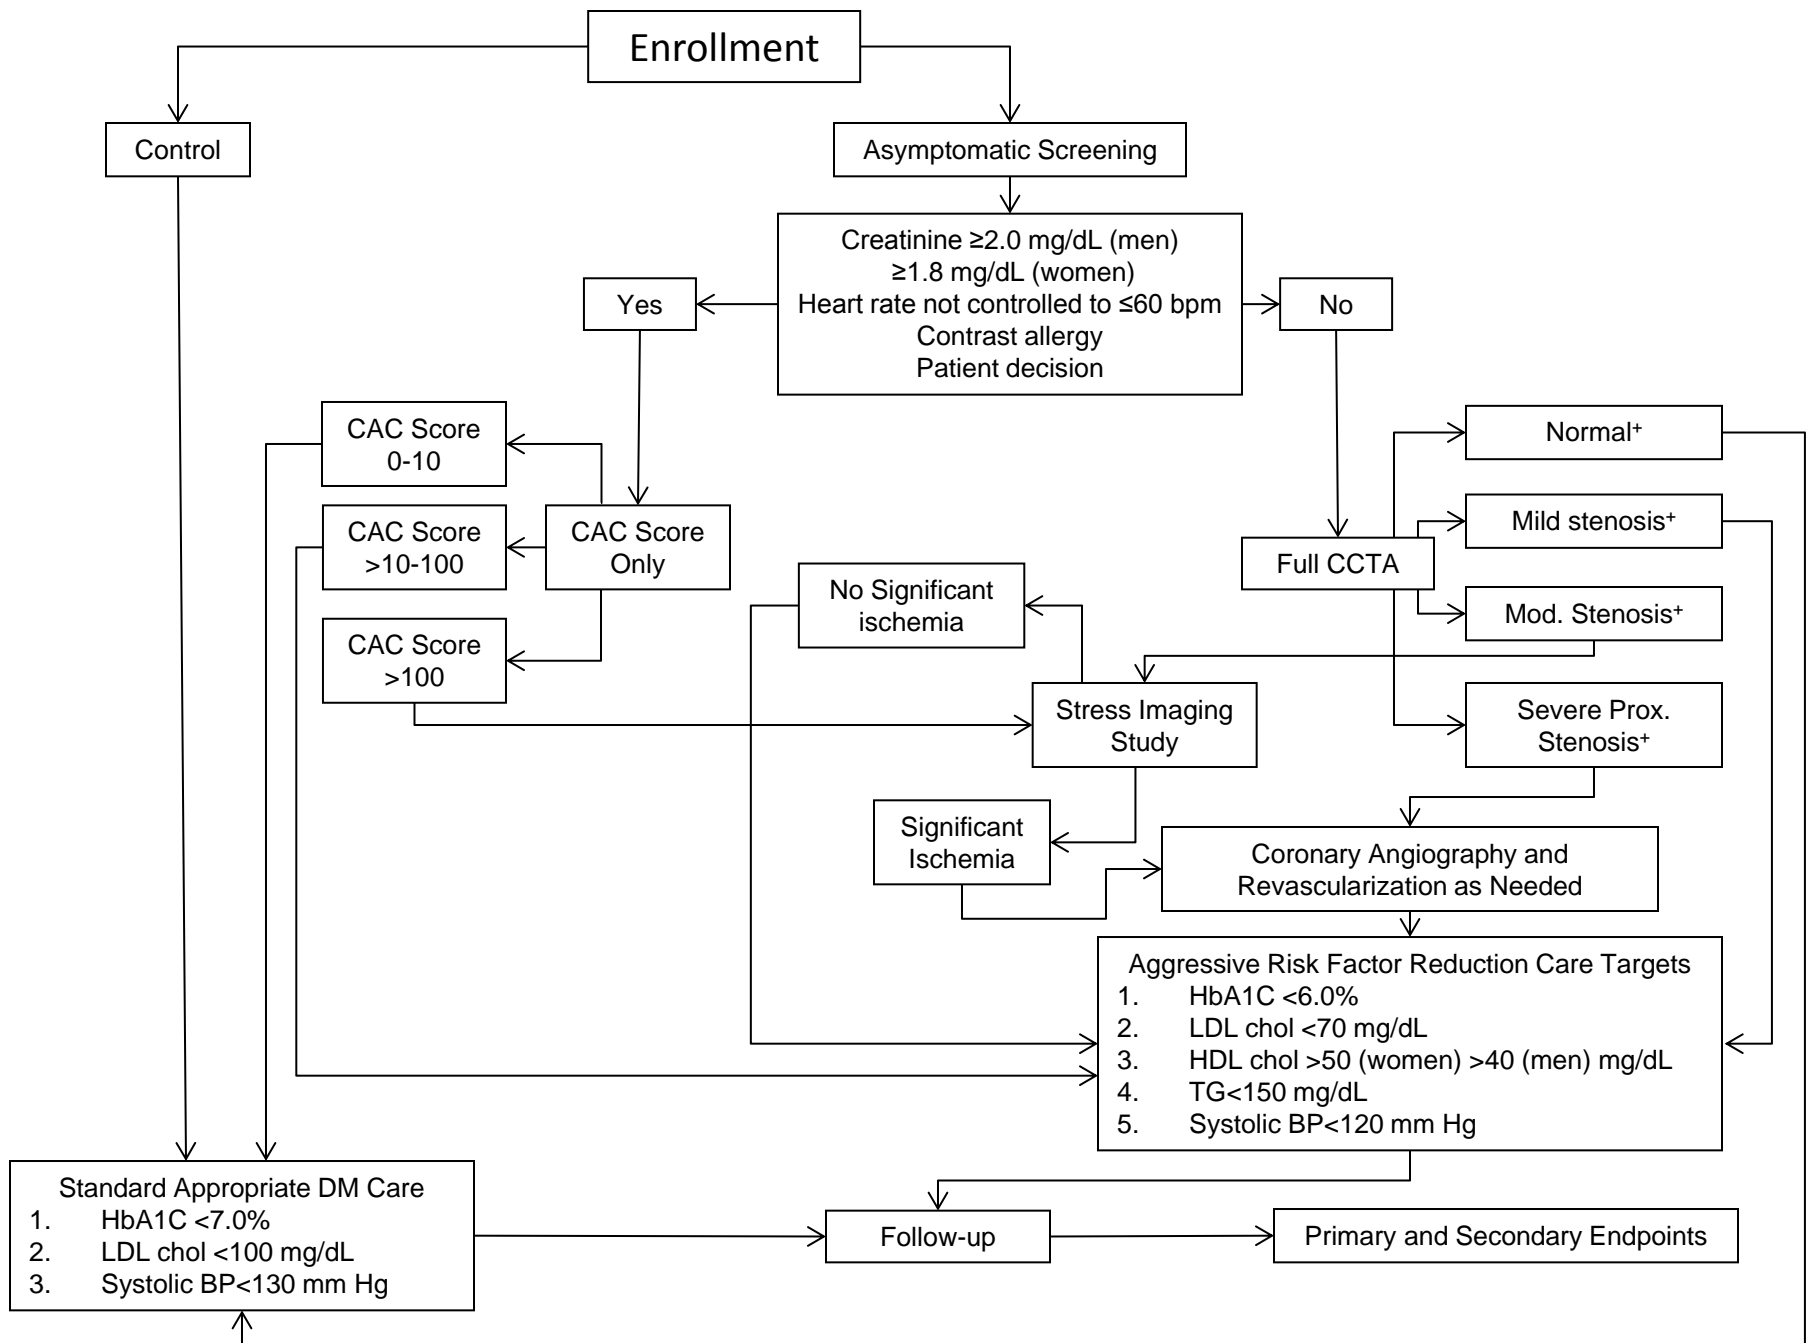 Enrollment
Control
Asymptomatic Screening
Creatinine ≥2.0 mg/dL (men)
≥1.8 mg/dL (women)
Heart rate not controlled to ≤60 bpm
Contrast allergy
Patient decision
Yes
No
CAC Score
0-10
CAC Score
>10-100
CAC Score
>100
CAC Score
Only
Full CCTA
Normal⁺
Mild stenosis⁺
Mod. Stenosis⁺
Severe Prox.
Stenosis⁺
No Significant
ischemia
Stress Imaging
Study
Significant
Ischemia
Coronary Angiography and
Revascularization as Needed
Aggressive Risk Factor Reduction Care Targets
1. HbA1C <6.0%
2. LDL chol <70 mg/dL
3. HDL chol >50 (women) >40 (men) mg/dL
4. TG<150 mg/dL
5. Systolic BP<120 mm Hg
Standard Appropriate DM Care
1. HbA1C <7.0%
2. LDL chol <100 mg/dL
3. Systolic BP<130 mm Hg
Follow-up
Primary and Secondary Endpoints